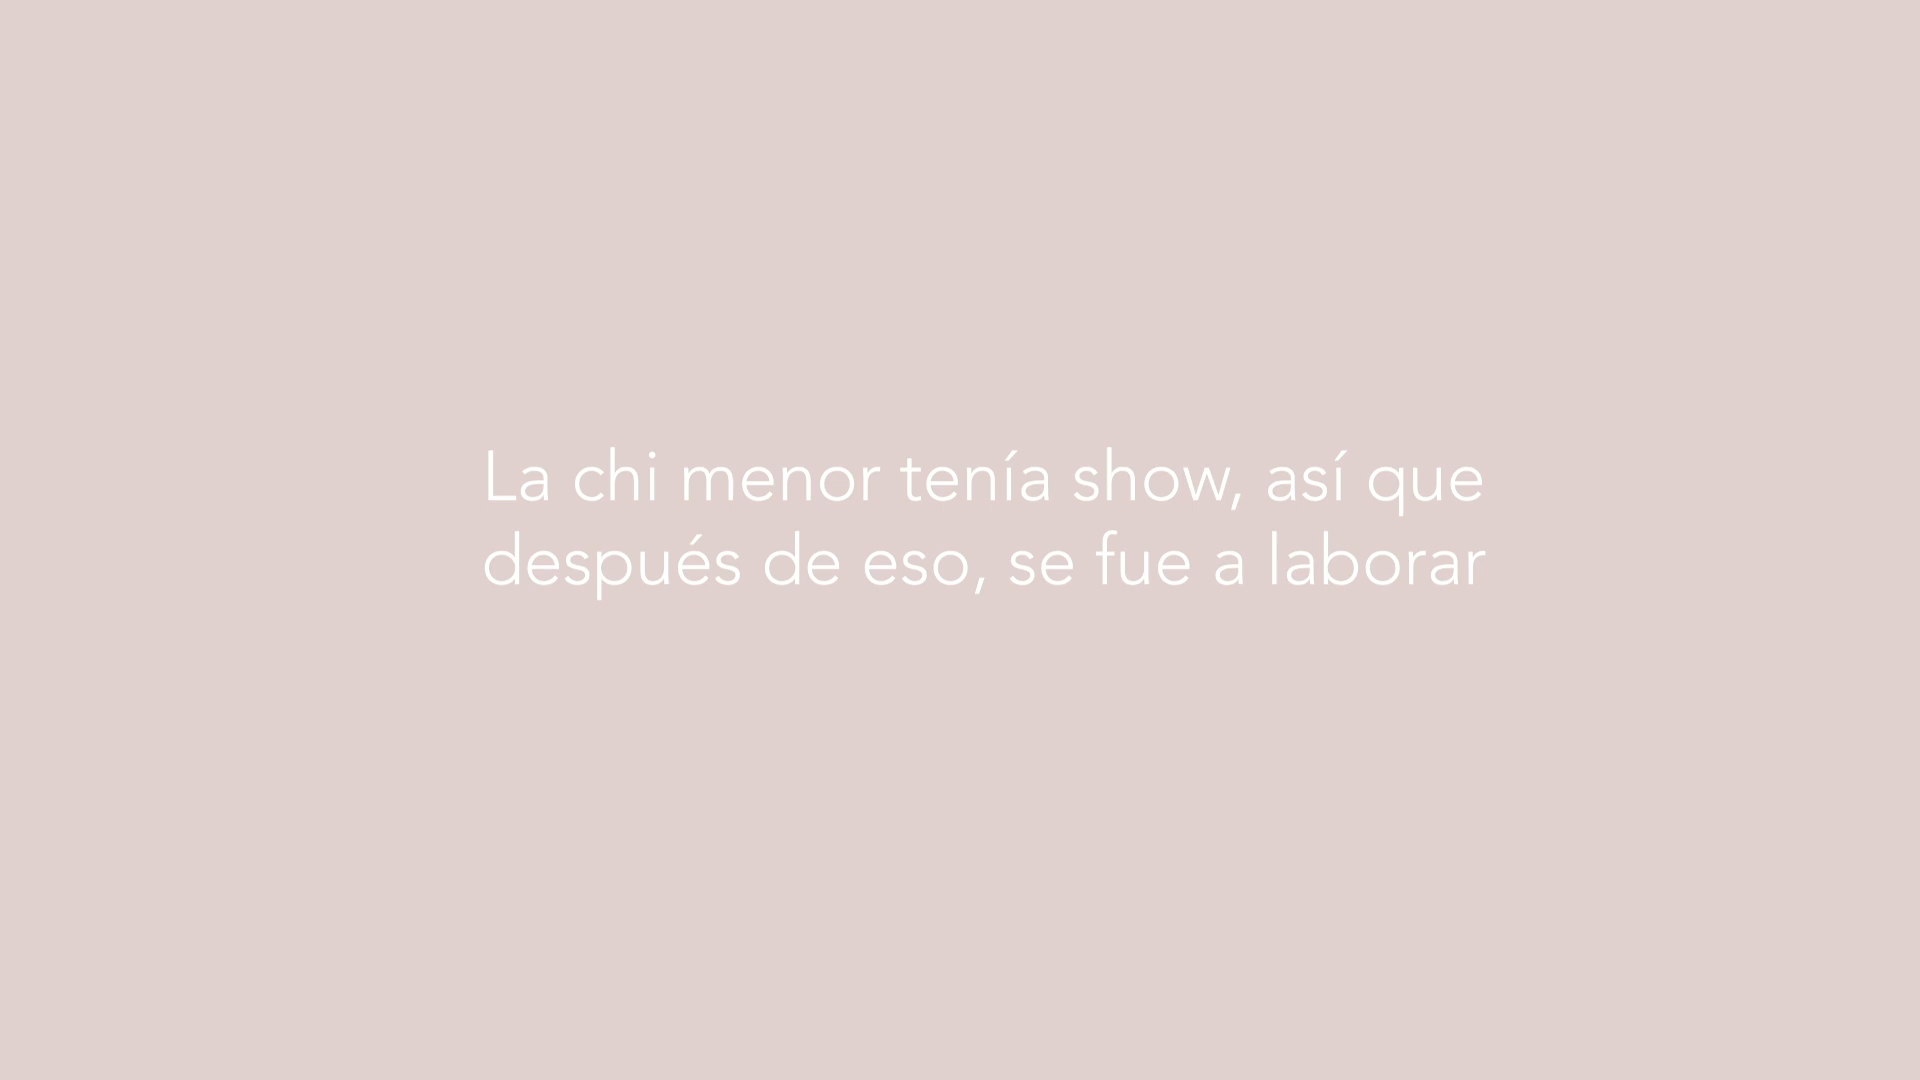 La chi menor tenía show, así que
después de eso, se fue a laborar